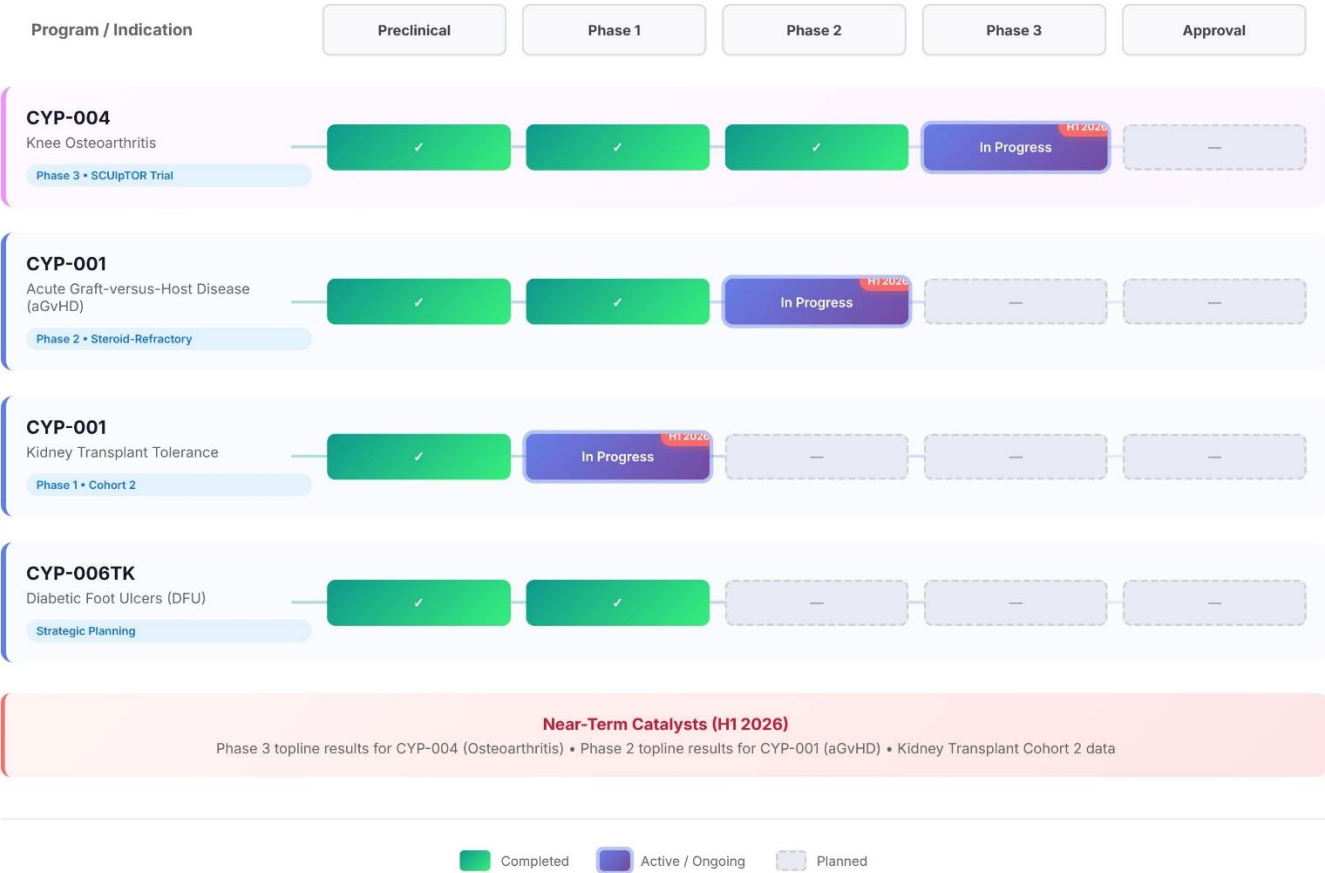 Program / Indication
Preclinical
Phase 1
Phase 2
Phase 3
Approval
CYP-004
Knee Osteoarthritis
Phase 3 • SCUlpTOR Trial
✓
✓
✓
In Progress
H1 2026
—
CYP-001
Acute Graft-versus-Host Disease
(aGvHD)
Phase 2 • Steroid-Refractory
✓
✓
In Progress
H1 2026
—
—
CYP-001
Kidney Transplant Tolerance
Phase 1 • Cohort 2
✓
In Progress
H1 2026
—
—
—
CYP-006TK
Diabetic Foot Ulcers (DFU)
Strategic Planning
✓
✓
—
—
—
Near-Term Catalysts (H1 2026)
Phase 3 topline results for CYP-004 (Osteoarthritis) • Phase 2 topline results for CYP-001 (aGvHD) • Kidney Transplant Cohort 2 data
Completed
Active / Ongoing
Planned